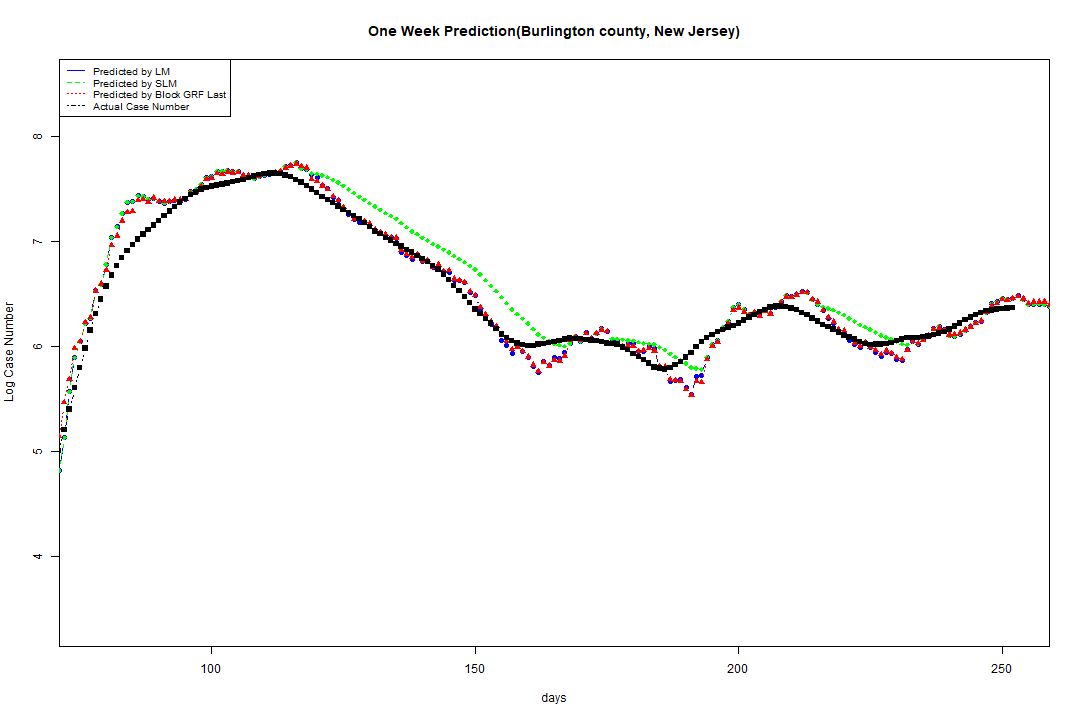 One Week Prediction(Burlington county, New Jersey)
Predicted by LM
Predicted by SLM
Predicted by Block GRF Last
Actual Case Number
8
7
6
5
4
Log Case Number
100 150 200 250
days